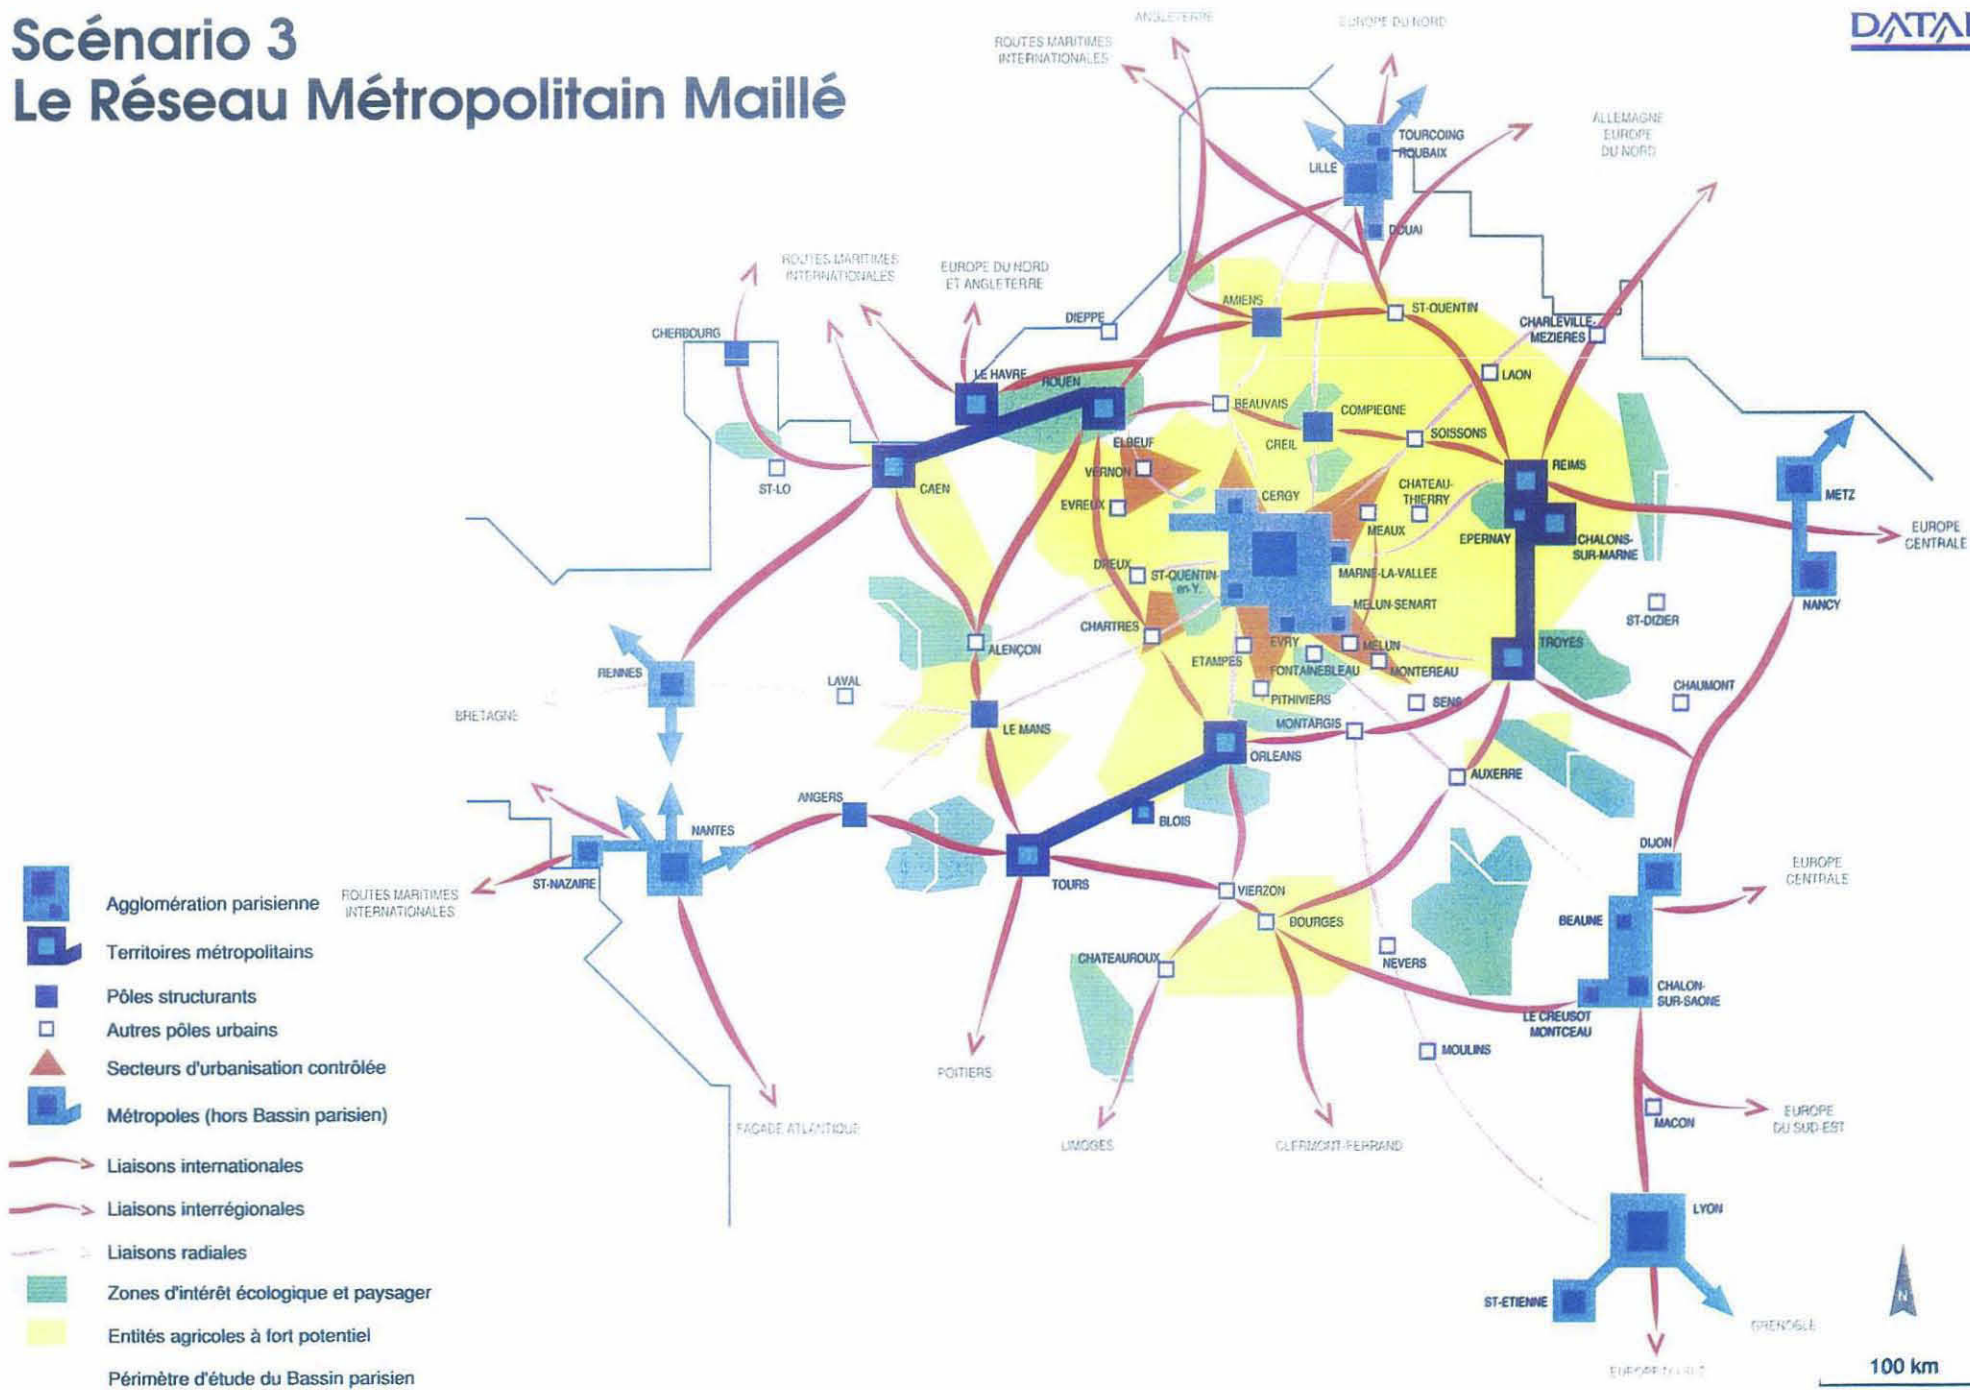 Scénario 3
Le Réseau Métropolitain Maillé
ANGLETERRE
EUROPE DU NORD
ROUTES MARITIMES
INTERNATIONALES
ALLEMAGNE
EUROPE
DU NORD
TOURCOING
ROUBAIX
LILLE
DOUAI
ROUTES MARITIMES
INTERNATIONALES
EUROPE DU NORD
ET ANGLETERRE
CHERBOURG
DIEPPE
AMIENS
ST-QUENTIN
CHARLEVILLE-
MEZIERES
LAON
LE HAVRE
ROUEN
BEAUVAIS
COMPIEGNE
CREIL
SOISSONS
ELBEUF
VERNON
EVREUX
CAEN
ST-LO
CERGY
CHATEAU-
THIERRY
MEAUX
REIMS
EPERNAY
CHALONS-
SUR-MARNE
METZ
EUROPE
CENTRALE
NANCY
DREUX
ST-QUENTIN
en-Y.
MARNE-LA-VALLEE
MELUN-SENART
ST-DIZIER
CHARTRES
ETAMPES
EVRY
MELUN
FONTAINEBLEAU
MONTEREAU
TROYES
ALENÇON
RENNES
LAVAL
BRETAGNE
LE MANS
PITHIVIERS
SENS
CHAUMONT
MONTARGIS
ORLEANS
AUXERRE
ANGERS
BLOIS
NANTES
TOURS
ST-NAZAIRE
ROUTES MARITIMES
INTERNATIONALES
VIERZON
BOURGES
DIJON
EUROPE
CENTRALE
BEAUNE
CHATEAUROUX
NEVERS
CHALON-
SUR-SAONE
LE CREUSOT
MONTCEAU
MOULINS
POITIERS
FAÇADE ATLANTIQUE
LIMOGES
CLERMONT-FERRAND
MACON
EUROPE
DU SUD-EST
LYON
ST-ETIENNE
GRENOBLE
N
100 km
Agglomération parisienne
Territoires métropolitains
Pôles structurants
Autres pôles urbains
Secteurs d'urbanisation contrôlée
Métropoles (hors Bassin parisien)
Liaisons internationales
Liaisons interrégionales
Liaisons radiales
Zones d'intérêt écologique et paysager
Entités agricoles à fort potentiel
Périmètre d'étude du Bassin parisien